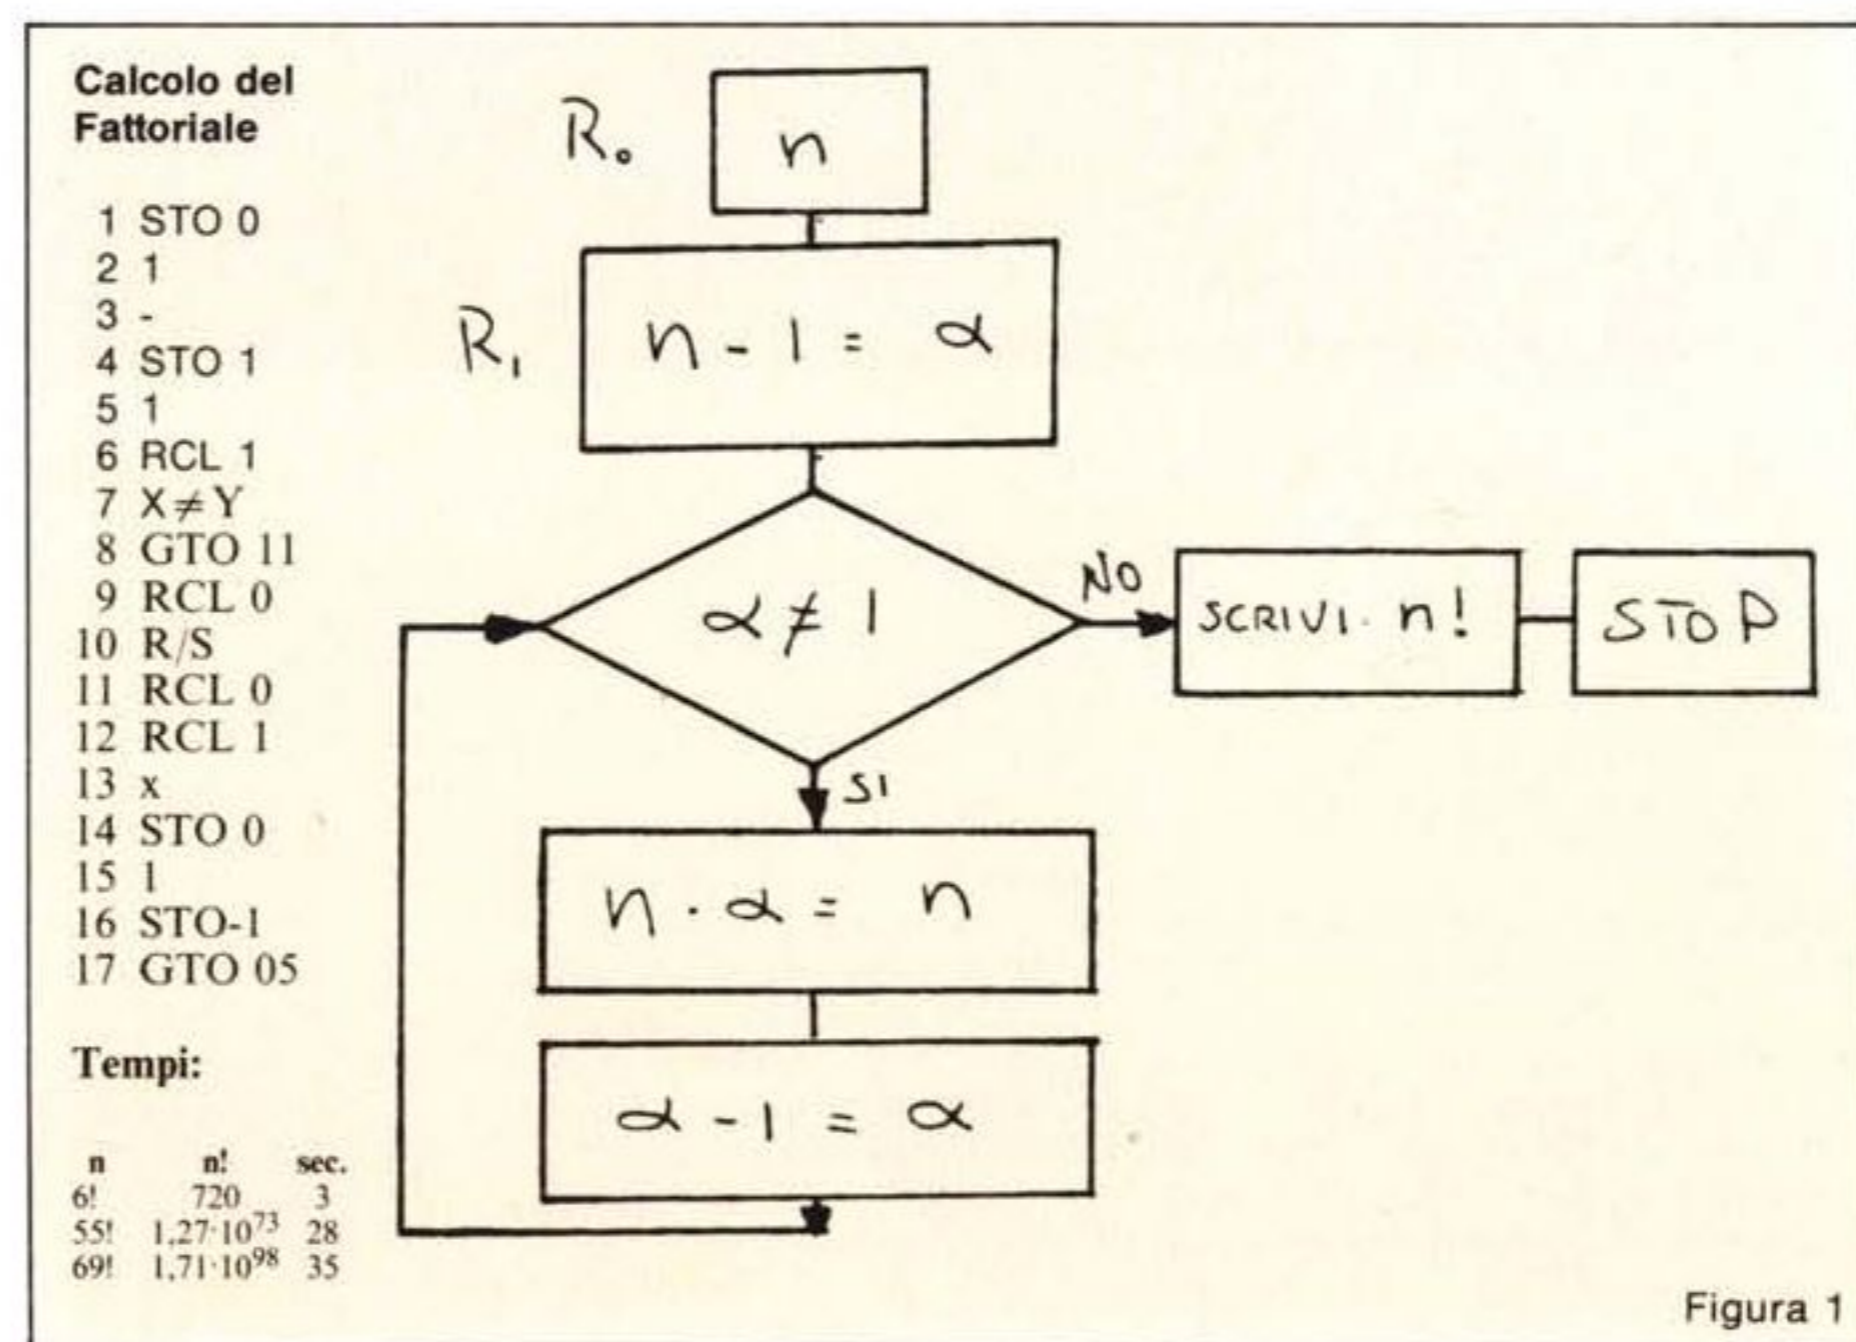 Calcolo del
Fattoriale
1 STO 0
2 1
3 -
4 STO 1
5 1
6 RCL 1
7 X≠Y
8 GTO 11
9 RCL 0
10 R/S
11 RCL 0
12 RCL 1
13 x
14 STO 0
15 1
16 STO-1
17 GTO 05
Tempi:
n n! sec.
6! 720 3
55! 1,27·10⁷³ 28
69! 1,71·10⁹⁸ 35
R₀ n
R₁ n - 1 = α
α ≠ 1
NO
SCRIVI n!
STOP
SI
n · α = n
α - 1 = α
Figura 1